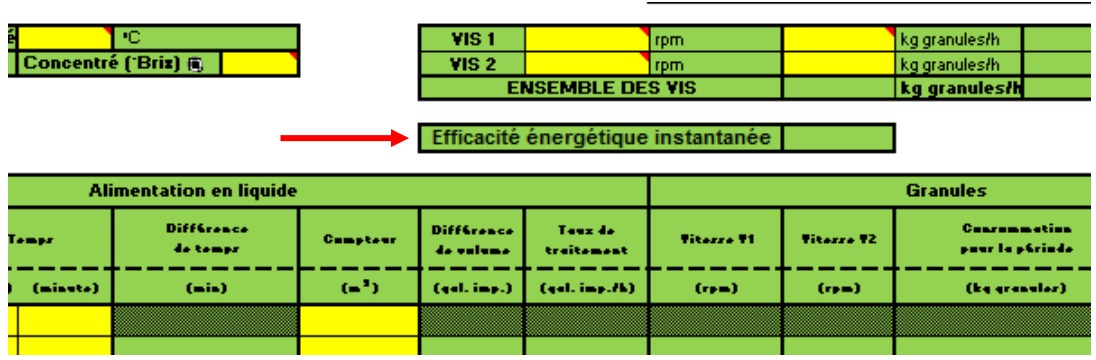 é °C VIS 1 rpm kg granules/h
Concentré (°Brix) VIS 2 rpm kg granules/h
ENSEMBLE DES VIS kg granules/h
Efficacité énergétique instantanée
Alimentation en liquide Granules
Temps Différence de temps Compteur Différence de volume Taux de traitement Vitesse V1 Vitesse V2 Consommation pour la période
) (minute) (min) (m³) (gal. imp.) (gal. imp./h) (rpm) (rpm) (kg granules)